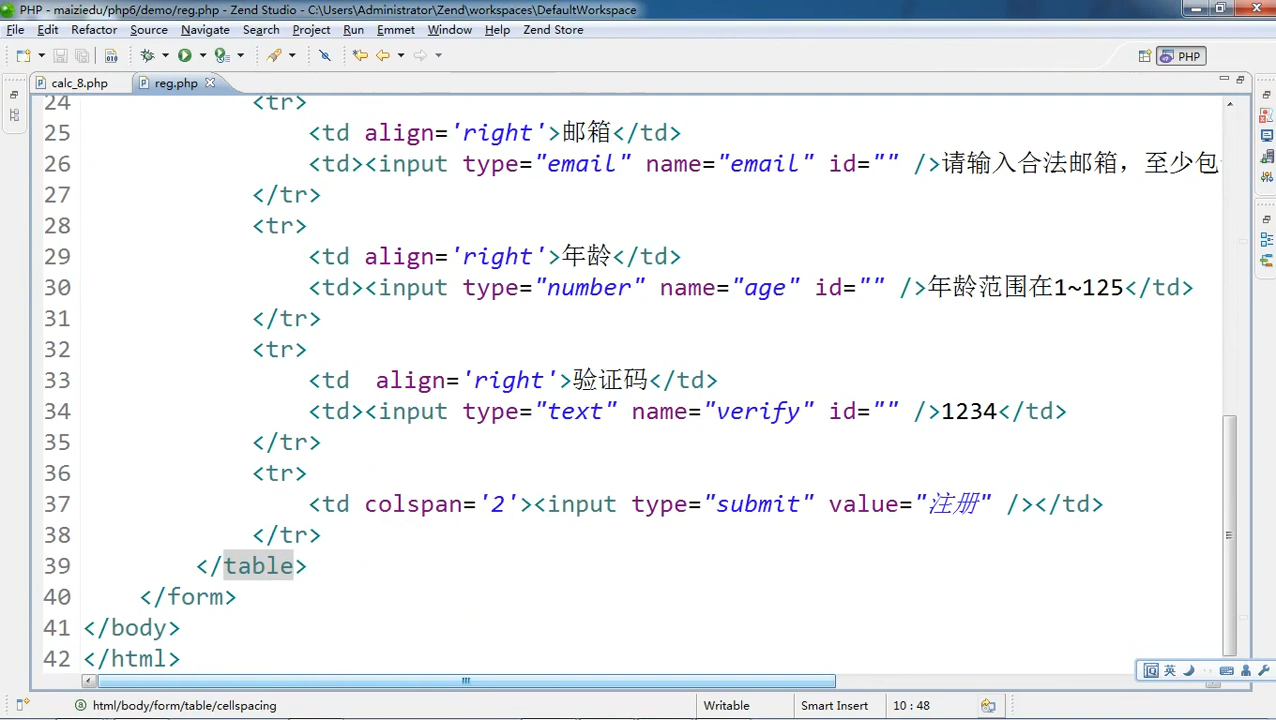 PHP - maiziedu/php6/demo/reg.php - Zend Studio - C:\Users\Administrator\Zend\workspaces\DefaultWorkspace
File Edit Refactor Source Navigate Search Project Run Emmet Window Help Zend Store
PHP
calc_8.php reg.php
24 <tr>
25 <td align='right'>邮箱</td>
26 <td><input type="email" name="email" id="" />请输入合法邮箱，至少包
27 </tr>
28 <tr>
29 <td align='right'>年龄</td>
30 <td><input type="number" name="age" id="" />年龄范围在1~125</td>
31 </tr>
32 <tr>
33 <td  align='right'>验证码</td>
34 <td><input type="text" name="verify" id="" />1234</td>
35 </tr>
36 <tr>
37 <td colspan='2'><input type="submit" value="注册" /></td>
38 </tr>
39 </table>
40 </form>
41 </body>
42 </html>
英
html/body/form/table/cellspacing Writable Smart Insert 10 : 48